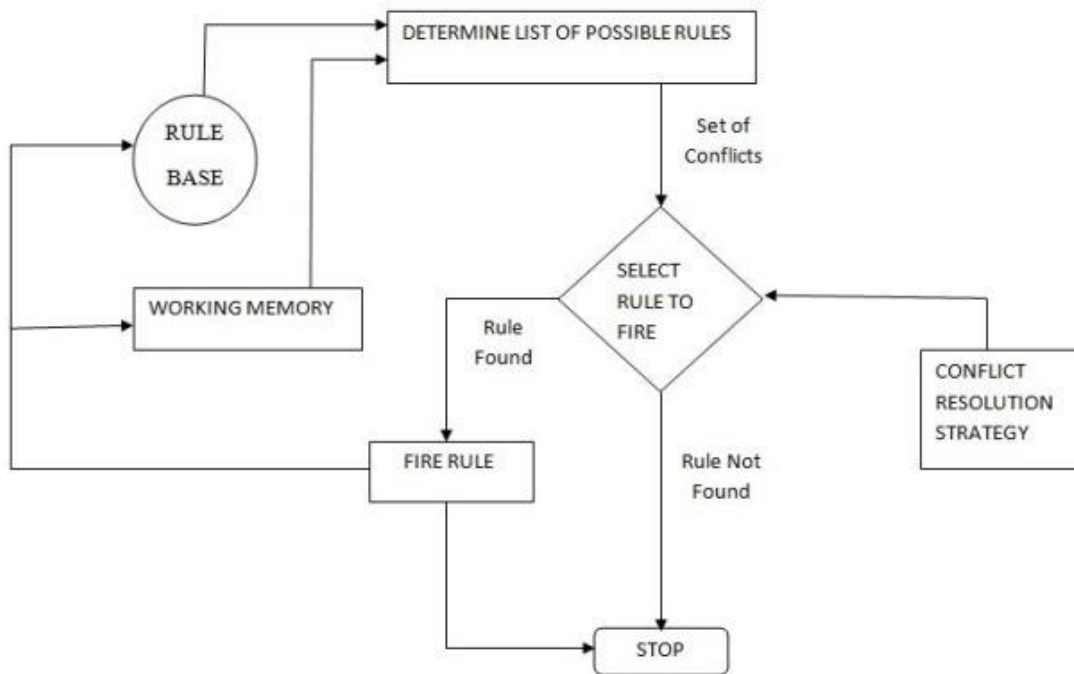 DETERMINE LIST OF POSSIBLE RULES
RULE
BASE
Set of
Conflicts
SELECT
RULE TO
FIRE
WORKING MEMORY
Rule
Found
CONFLICT
RESOLUTION
STRATEGY
FIRE RULE
Rule Not
Found
STOP